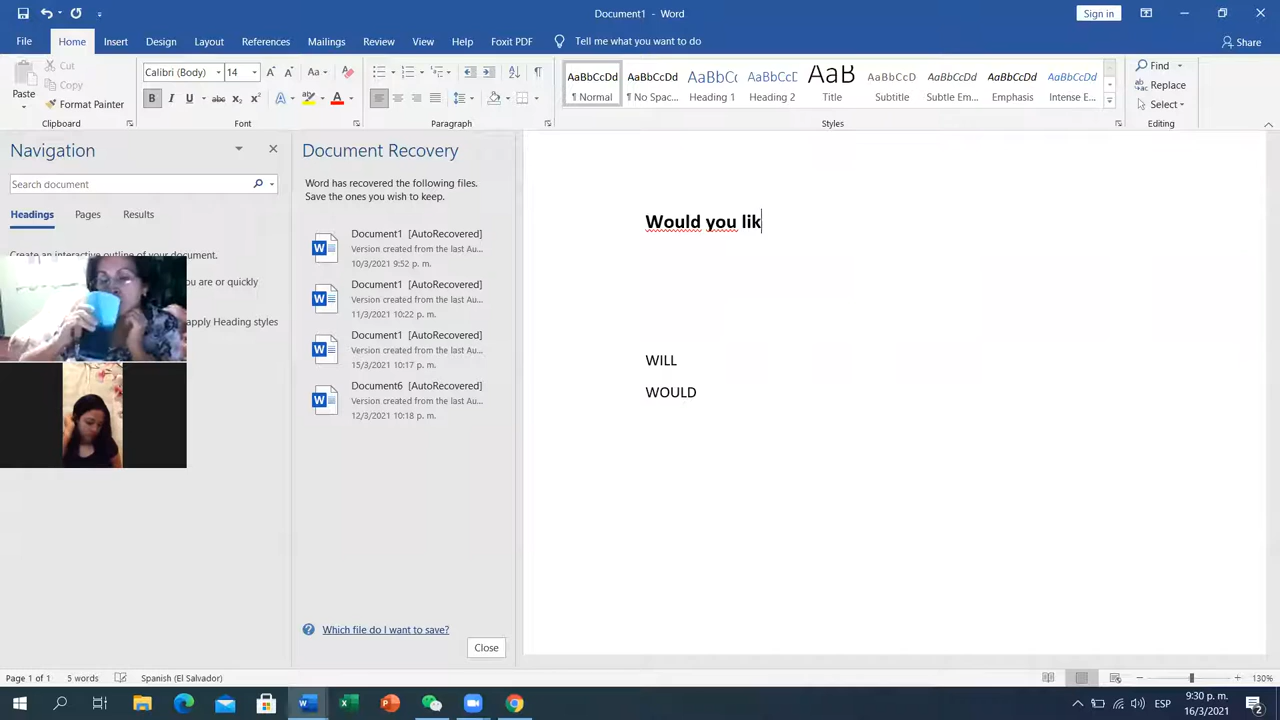 Document1 - Word
Sign in
File Home Insert Design Layout References Mailings Review View Help Foxit PDF Tell me what you want to do
Share
Paste
Cut
Copy
Format Painter
Clipboard
Calibri (Body) 14
Font
Paragraph
AaBbCcDd AaBbCcDd AaBbCc AaBbCcD AaB AaBbCcDd AaBbCcDd AaBbCcDd AaBbCcDd
¶ Normal ¶ No Spac... Heading 1 Heading 2 Title Subtitle Subtle Em... Emphasis Intense E...
Styles
Find
Replace
Select
Editing
Navigation
Search document
Headings Pages Results
Create an interactive outline of your document.
you are or quickly
apply Heading styles
Document Recovery
Word has recovered the following files.
Save the ones you wish to keep.
Document1 [AutoRecovered]
Version created from the last Au...
10/3/2021 9:52 p. m.
Document1 [AutoRecovered]
Version created from the last Au...
11/3/2021 10:22 p. m.
Document1 [AutoRecovered]
Version created from the last Au...
15/3/2021 10:17 p. m.
Document6 [AutoRecovered]
Version created from the last Au...
12/3/2021 10:18 p. m.
Which file do I want to save?
Close
Would you lik
WILL
WOULD
Page 1 of 1 5 words Spanish (El Salvador)
130%
ESP
9:30 p. m.
16/3/2021